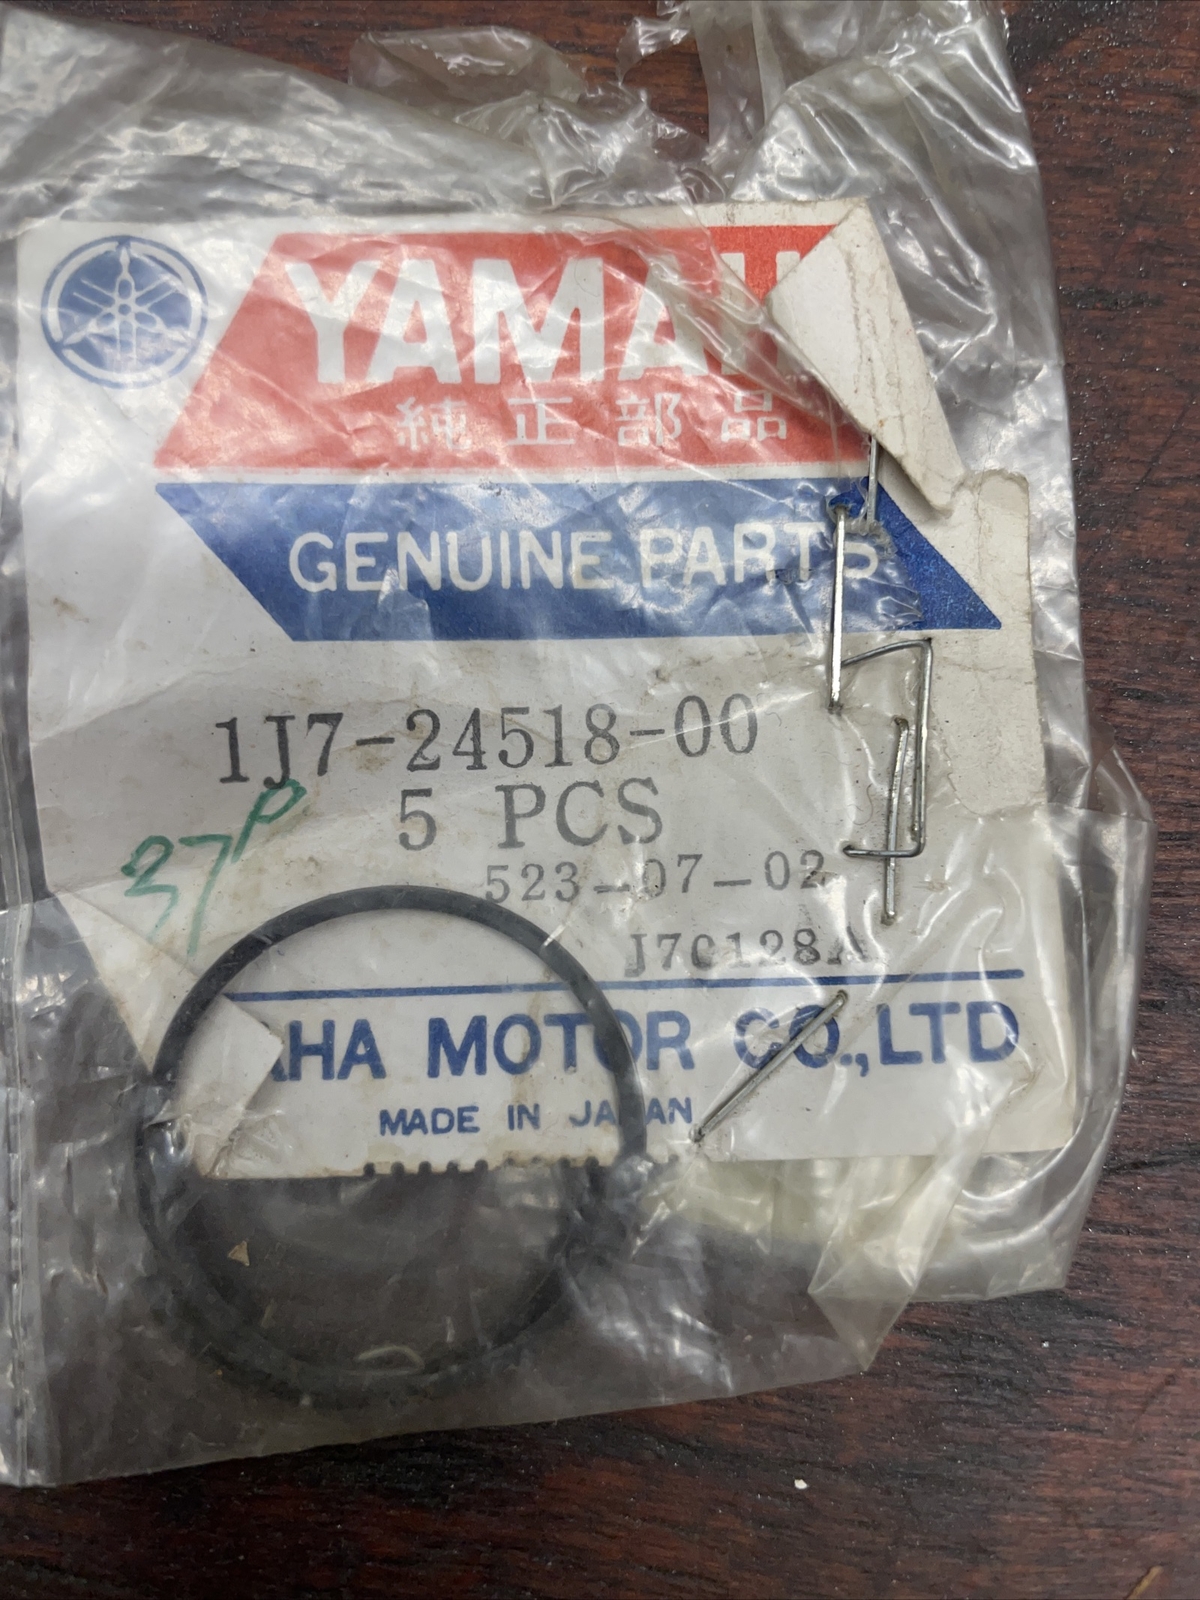 YAMAH
純正部品
GENUINE PARTS
1J7-24518-00
5 PCS
37P
523-07-02
J70128A
AHA MOTOR CO.,LTD
MADE IN JAPAN